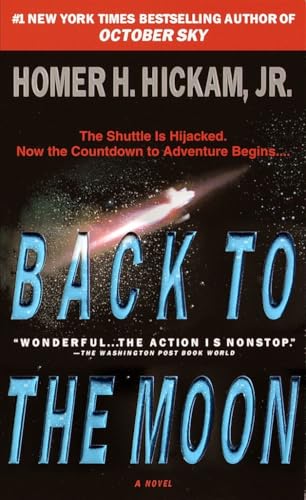 #1 NEW YORK TIMES BESTSELLING AUTHOR OF
OCTOBER SKY
HOMER H. HICKAM, JR.
The Shuttle Is Hijacked.
Now the Countdown to Adventure Begins....
BACK TO
"WONDERFUL...THE ACTION IS NONSTOP."
—THE WASHINGTON POST BOOK WORLD
THE MOON
A NOVEL